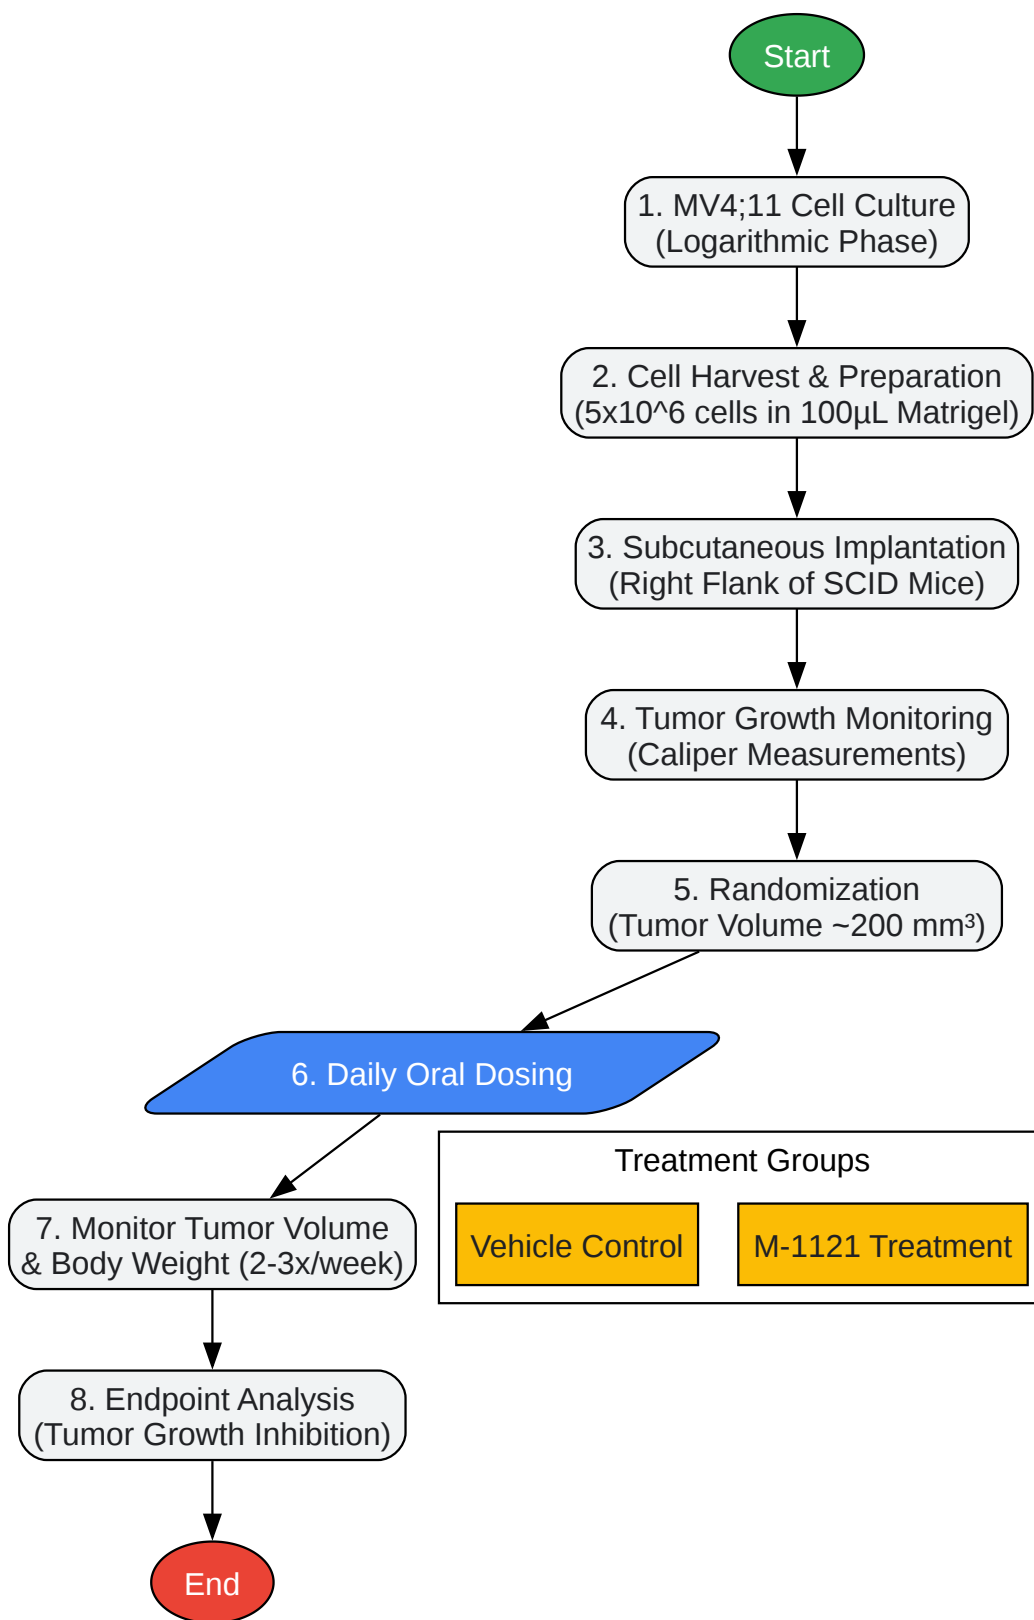 Start
1. MV4;11 Cell Culture
(Logarithmic Phase)
2. Cell Harvest & Preparation
(5x10^6 cells in 100µL Matrigel)
3. Subcutaneous Implantation
(Right Flank of SCID Mice)
4. Tumor Growth Monitoring
(Caliper Measurements)
5. Randomization
(Tumor Volume ~200 mm³)
6. Daily Oral Dosing
Treatment Groups
Vehicle Control
M-1121 Treatment
7. Monitor Tumor Volume
& Body Weight (2-3x/week)
8. Endpoint Analysis
(Tumor Growth Inhibition)
End